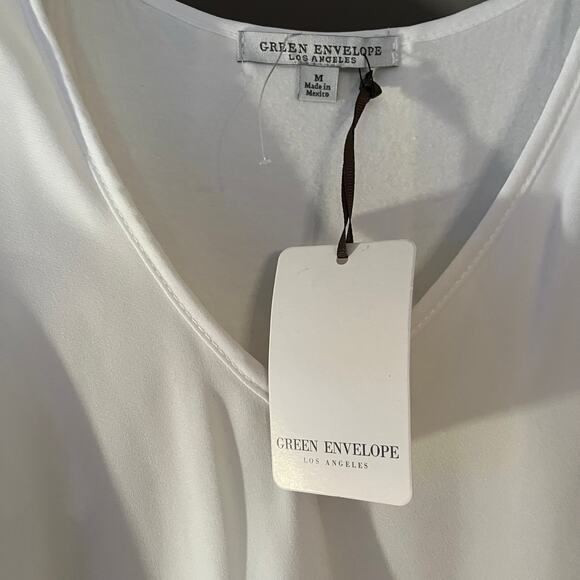 GREEN ENVELOPE
LOS ANGELES
M
Made in
Mexico
GREEN ENVELOPE
LOS ANGELES